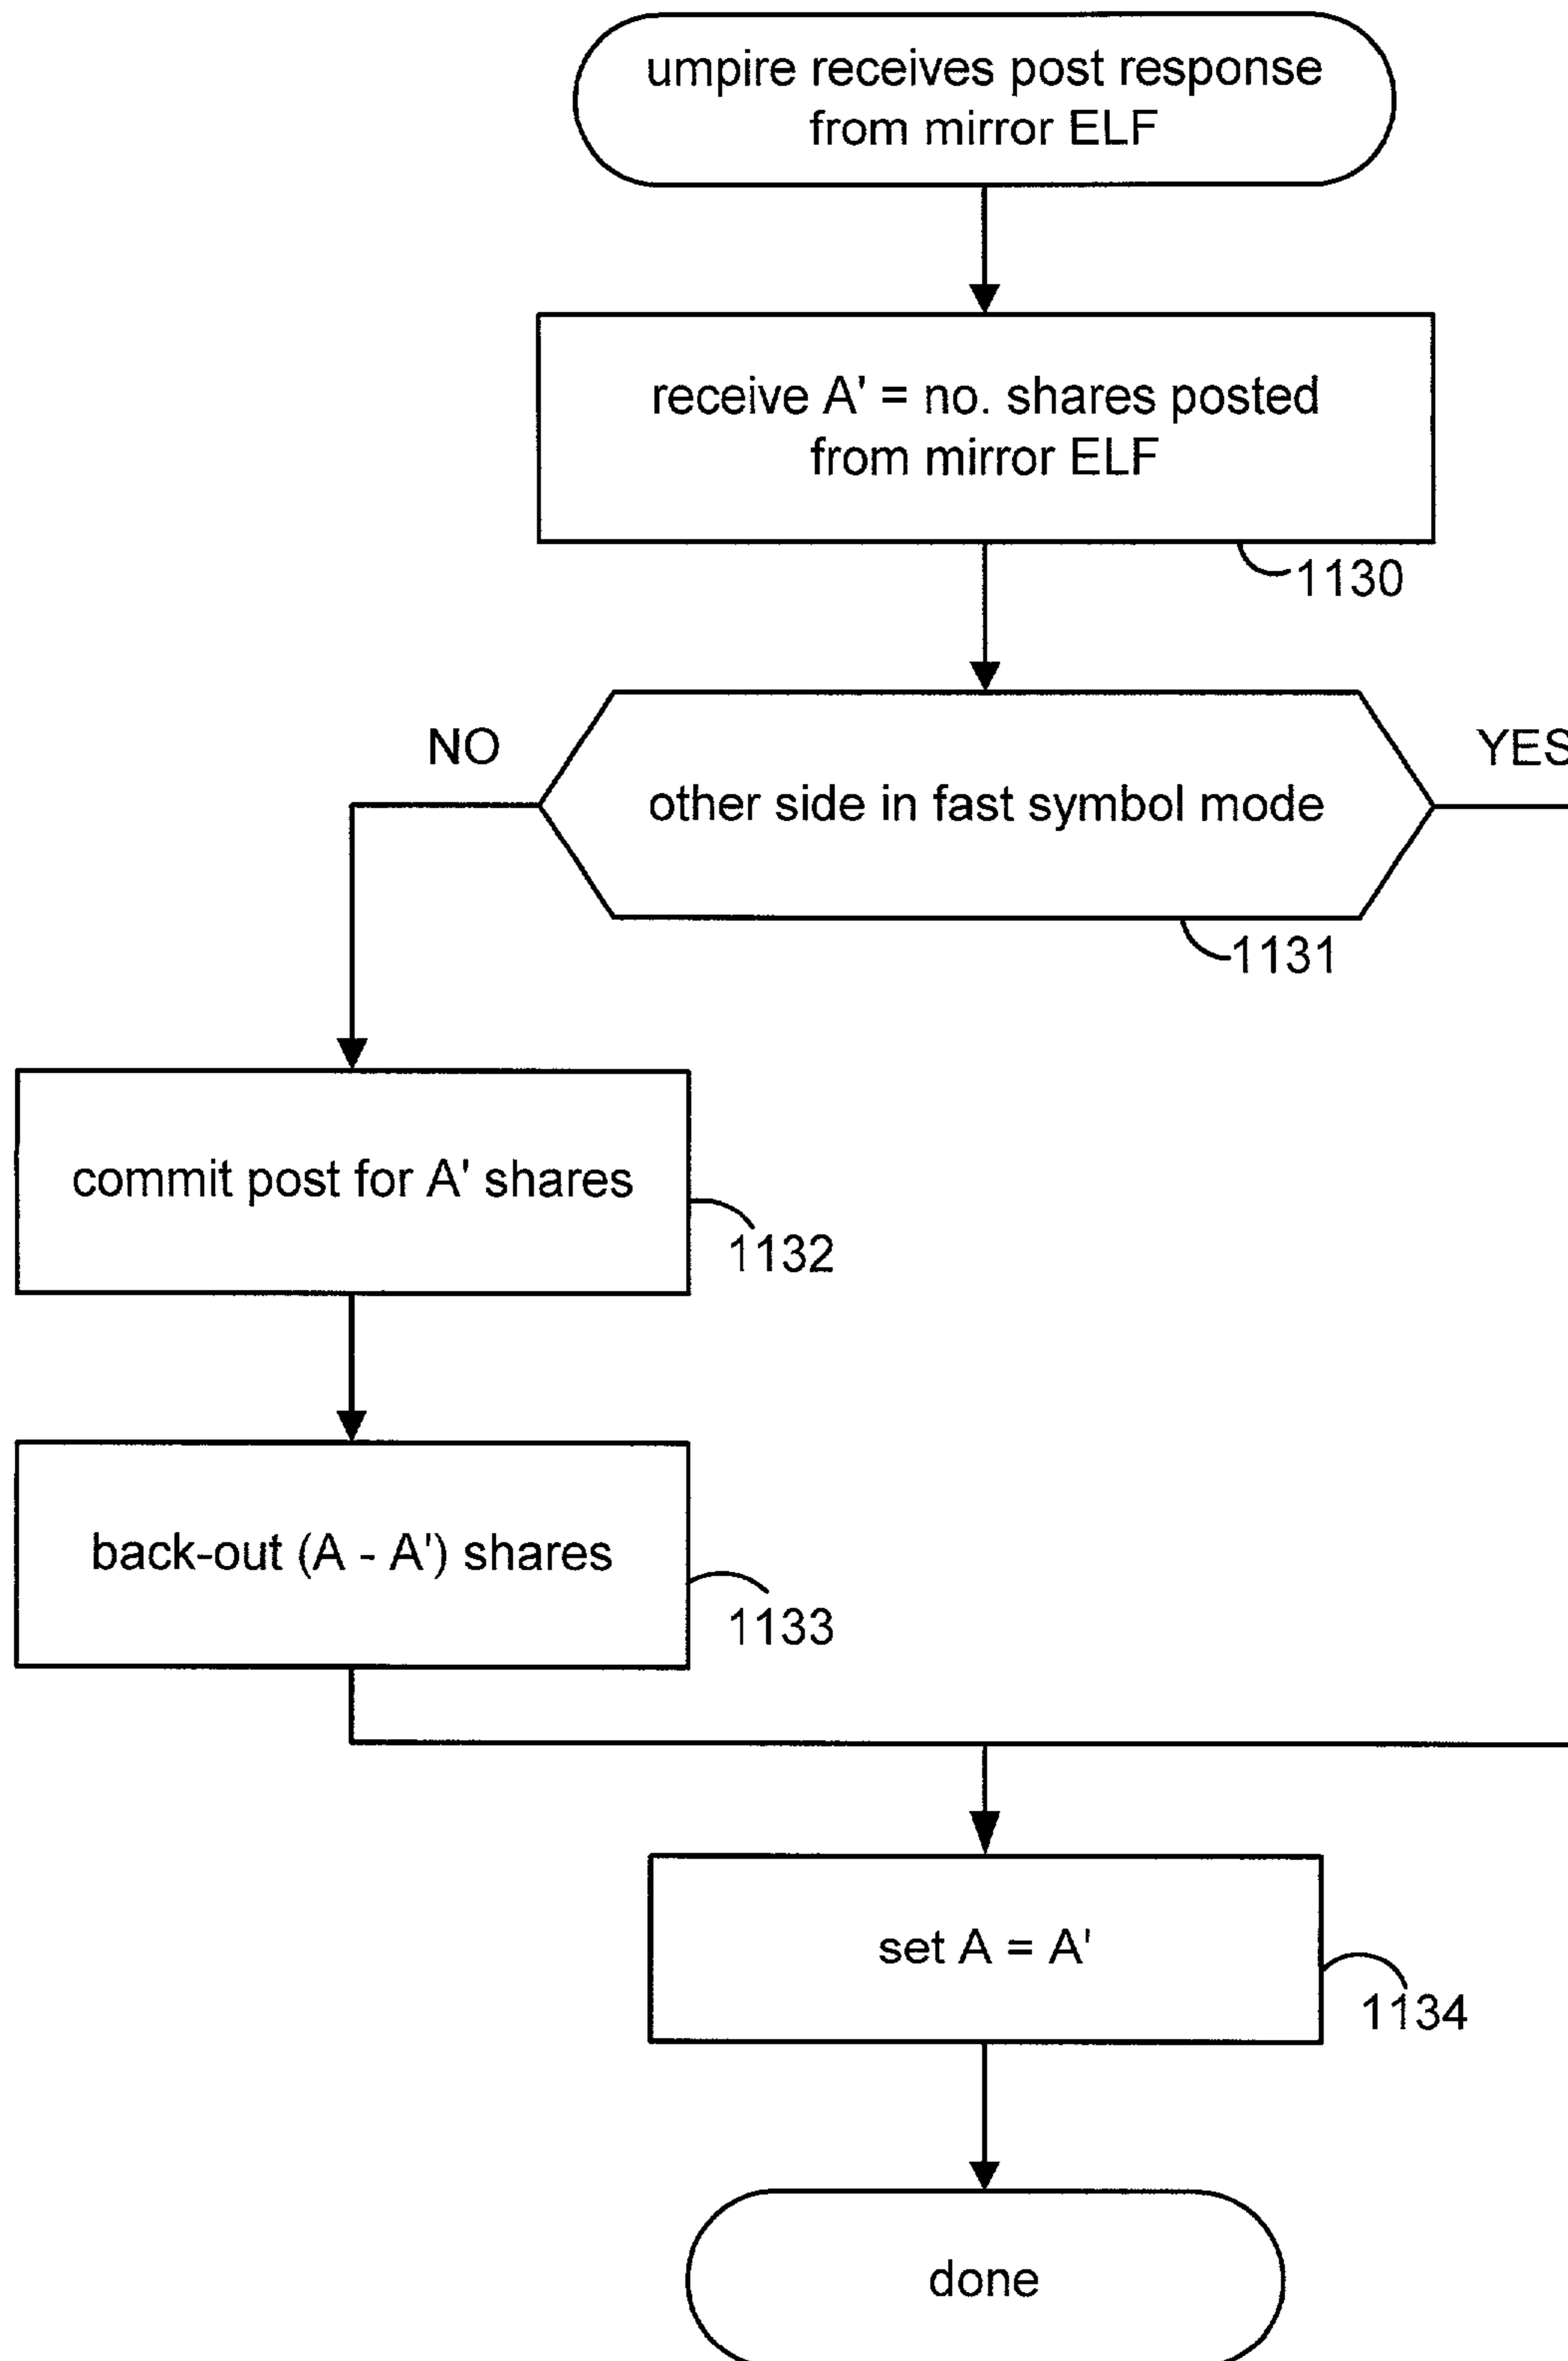 umpire receives post response
from mirror ELF
receive A' = no. shares posted
from mirror ELF
1130
NO
YES
other side in fast symbol mode
1131
commit post for A' shares
1132
back-out (A - A') shares
1133
set A = A'
1134
done